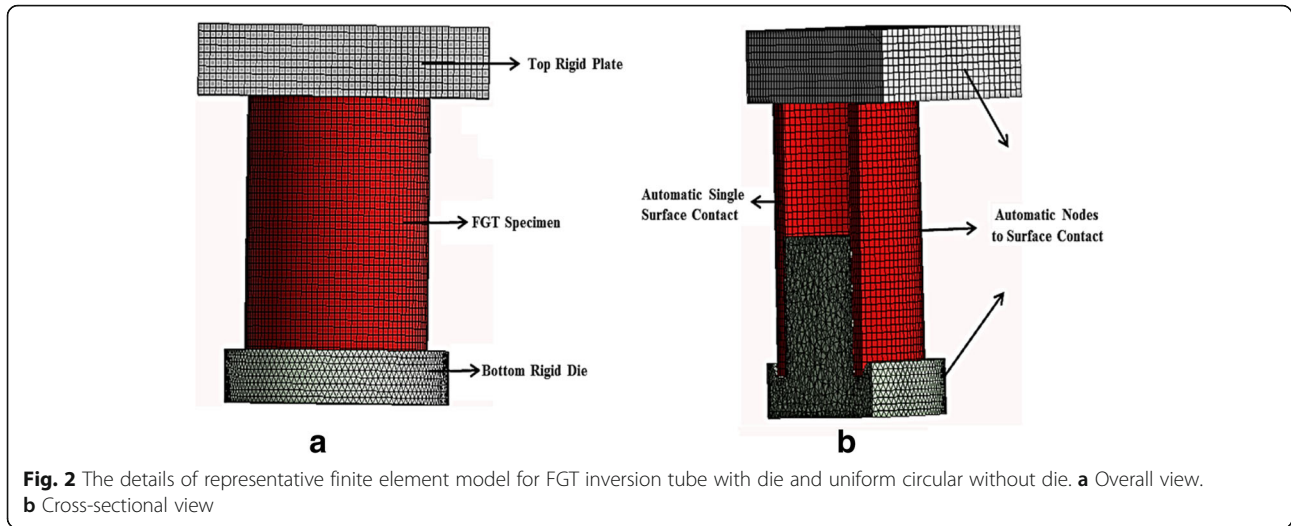 Top Rigid Plate
FGT Specimen
Bottom Rigid Die
a
Automatic Single
Surface Contact
Automatic Nodes
to Surface Contact
b
Fig. 2 The details of representative finite element model for FGT inversion tube with die and uniform circular without die. a Overall view.
b Cross-sectional view